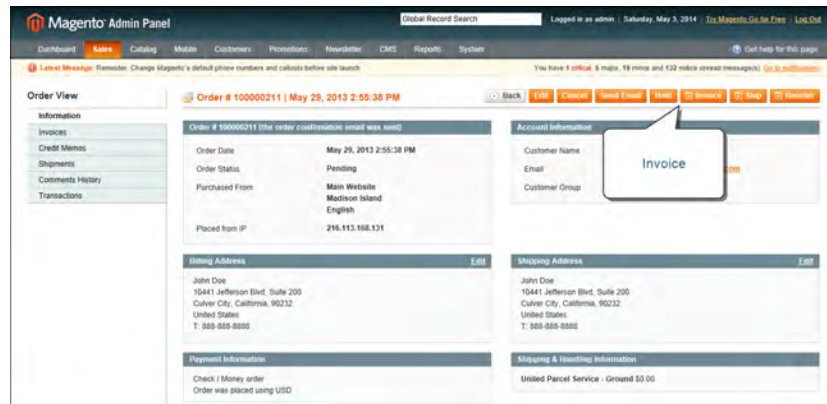 Magento Admin Panel
Global Record Search
Logged in as admin | Saturday, May 3, 2014 | Try Magento Go for Free | Log Out
Dashboard Sales Catalog Mobile Customers Promotions Newsletter CMS Reports System
Get help for this page
Latest Message: Reminder: Change Magento's default phone numbers and callouts before site launch
You have 1 critical, 5 major, 19 minor and 132 notice unread message(s). Go to notifications
Order View
Information
Invoices
Credit Memos
Shipments
Comments History
Transactions
Order # 100000211 | May 29, 2013 2:55:38 PM
Back Edit Cancel Send Email Hold Invoice Ship Reorder
Order # 100000211 (the order confirmation email was sent)
Order Date May 29, 2013 2:55:38 PM
Order Status Pending
Purchased From Main Website
Madison Island
English
Placed from IP 216.113.168.131
Account Information
Customer Name
Email
com
Customer Group
Invoice
Billing Address Edit
John Doe
10441 Jefferson Blvd, Suite 200
Culver City, California, 90232
United States
T: 888-888-8888
Shipping Address Edit
John Doe
10441 Jefferson Blvd, Suite 200
Culver City, California, 90232
United States
T: 888-888-8888
Payment Information
Check / Money order
Order was placed using USD
Shipping & Handling Information
United Parcel Service - Ground $0.00